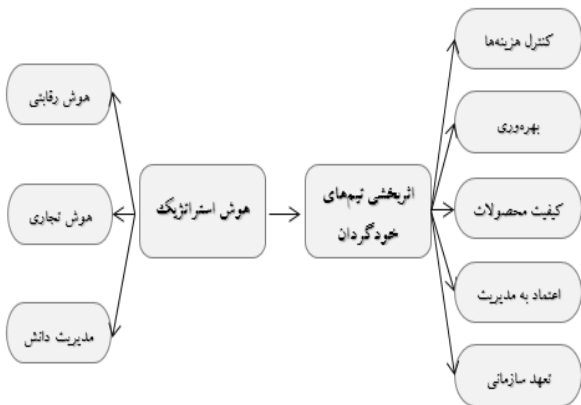 کنترل هزینه‌ها
هوش رقابتی
بهره‌وری
هوش استراتژیک
اثربخشی تیم‌های
خودگردان
هوش تجاری
کیفیت محصولات
اعتماد به مدیریت
مدیریت دانش
تعهد سازمانی